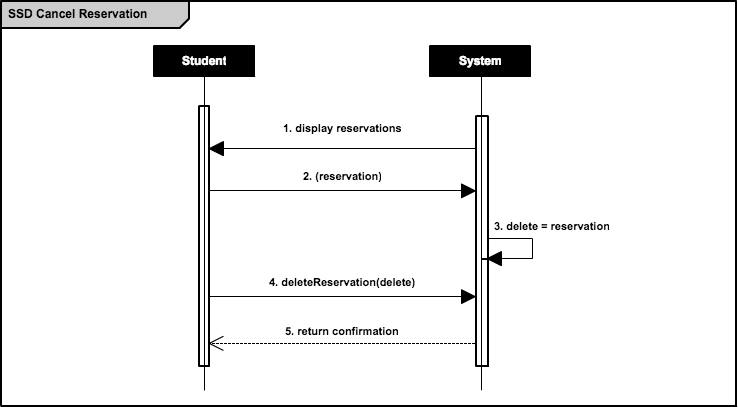 SSD Cancel Reservation
Student
System
1. display reservations
2. (reservation)
3. delete = reservation
4. deleteReservation(delete)
5. return confirmation